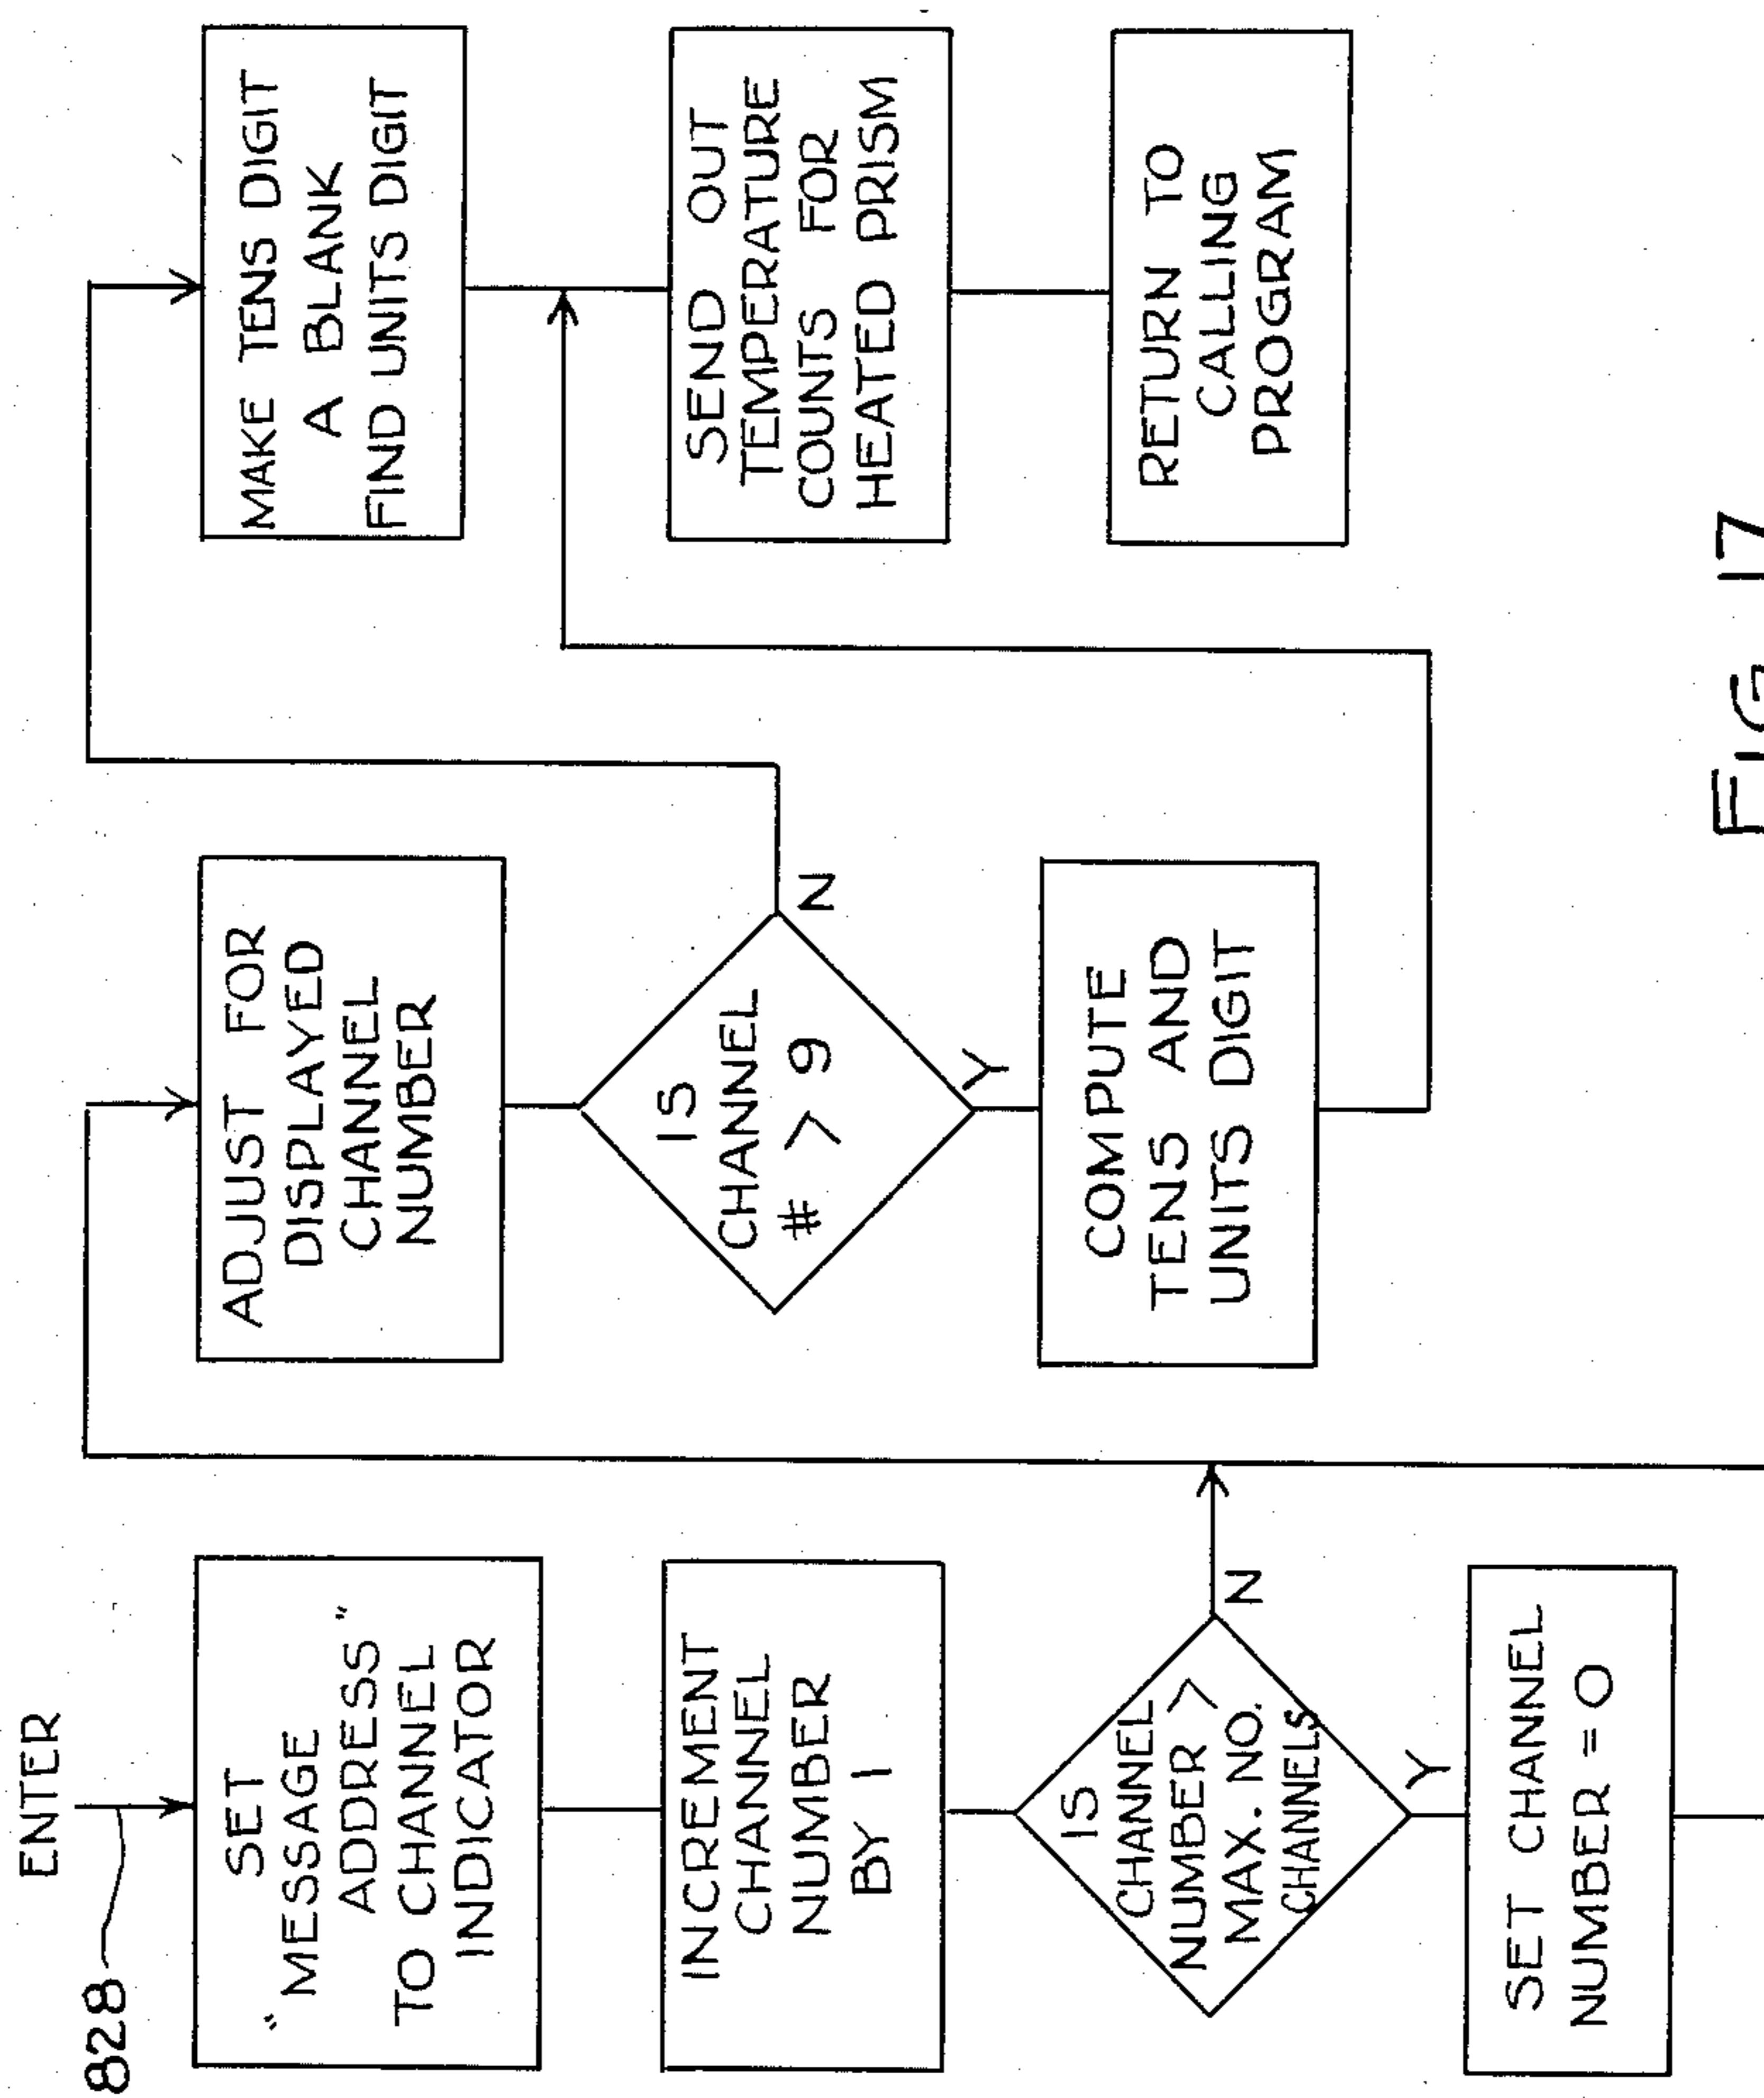 ENTER
828
SET
"MESSAGE
ADDRESS"
TO CHANNEL
INDICATOR
INCREMENT
CHANNEL
NUMBER
BY 1
IS
CHANNEL
NUMBER >
MAX. NO.
CHANNELS
N
Y
SET CHANNEL
NUMBER = 0
ADJUST FOR
DISPLAYED
CHANNEL
NUMBER
IS
CHANNEL
# > 9
N
Y
COMPUTE
TENS AND
UNITS DIGIT
MAKE TENS DIGIT
A BLANK
FIND UNITS DIGIT
SEND OUT
TEMPERATURE
COUNTS FOR
HEATED PRISM
RETURN TO
CALLING
PROGRAM
FIG. 17